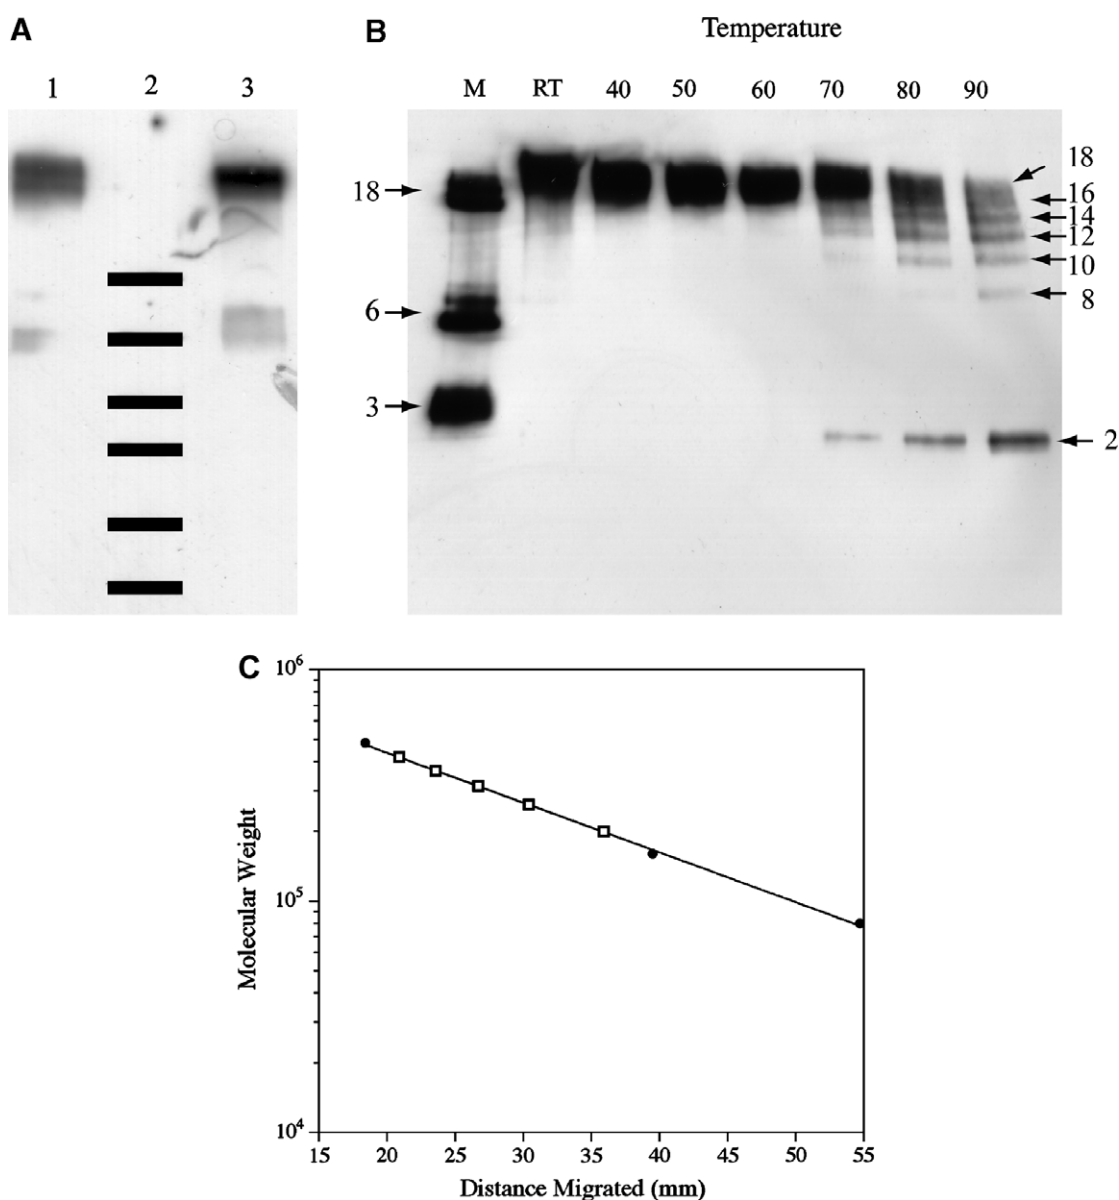 A
B
Temperature
1 2 3
M RT 40 50 60 70 80 90
18
16
14
12
10
8
2
18
6
3
C
10⁶
10⁵
10⁴
Molecular Weight
15 20 25 30 35 40 45 50 55
Distance Migrated (mm)